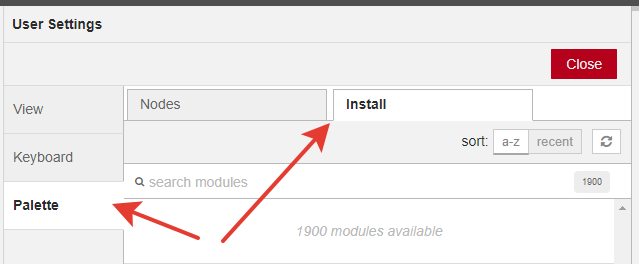 User Settings
Close
View
Keyboard
Palette
Nodes
Install
sort: a-z recent
search modules
1900
1900 modules available